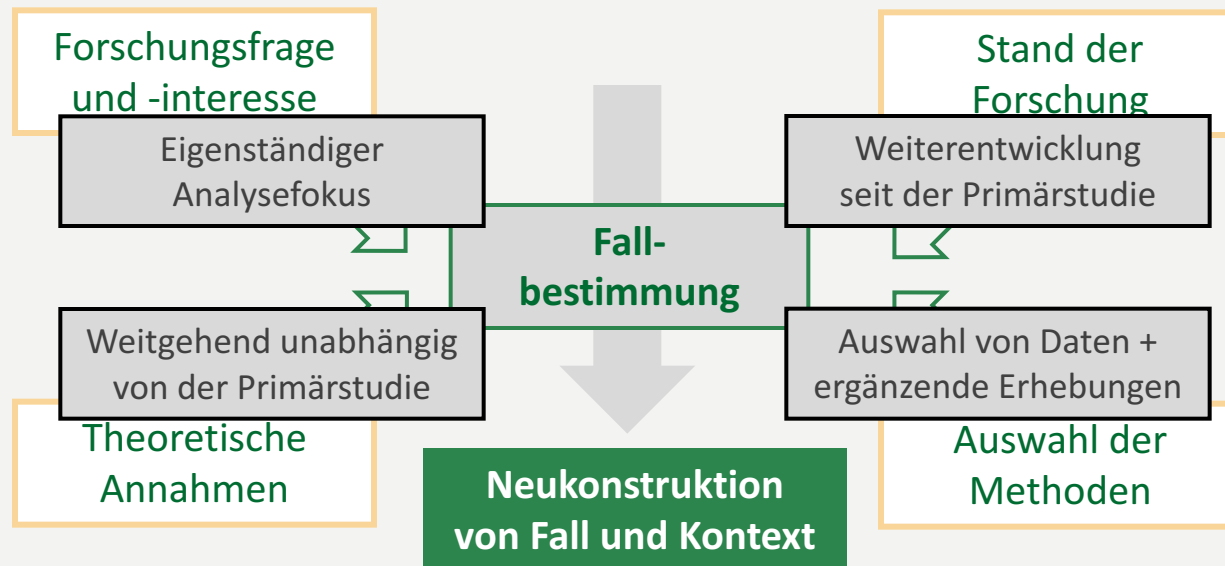 Forschungsfrage
und -interesse
Eigenständiger
Analysefokus
Stand der
Forschung
Weiterentwicklung
seit der Primärstudie
Fall-
bestimmung
Weitgehend unabhängig
von der Primärstudie
Theoretische
Annahmen
Auswahl von Daten +
ergänzende Erhebungen
Auswahl der
Methoden
Neukonstruktion
von Fall und Kontext